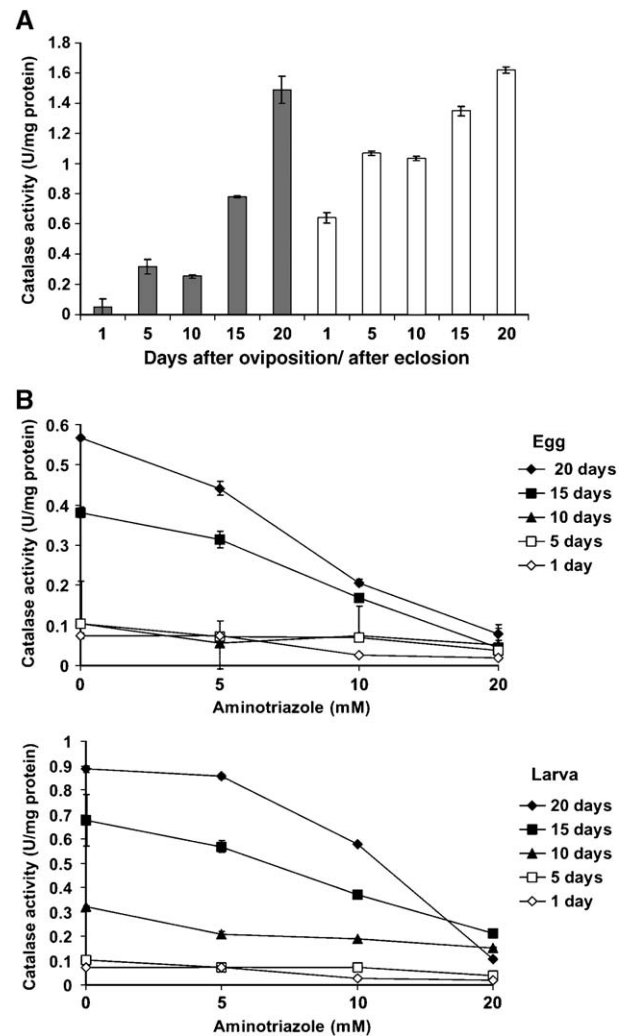 A
Catalase activity (U/mg protein)
1.8
1.6
1.4
1.2
1
0.8
0.6
0.4
0.2
0
1 5 10 15 20 1 5 10 15 20
Days after oviposition/ after eclosion
B
Catalase activity (U/mg protein)
0.6
0.5
0.4
0.3
0.2
0.1
0
0 5 10 20
Aminotriazole (mM)
Egg
20 days
15 days
10 days
5 days
1 day
Catalase activity (U/mg protein)
1
0.9
0.8
0.7
0.6
0.5
0.4
0.3
0.2
0.1
0
0 5 10 20
Aminotriazole (mM)
Larva
20 days
15 days
10 days
5 days
1 day